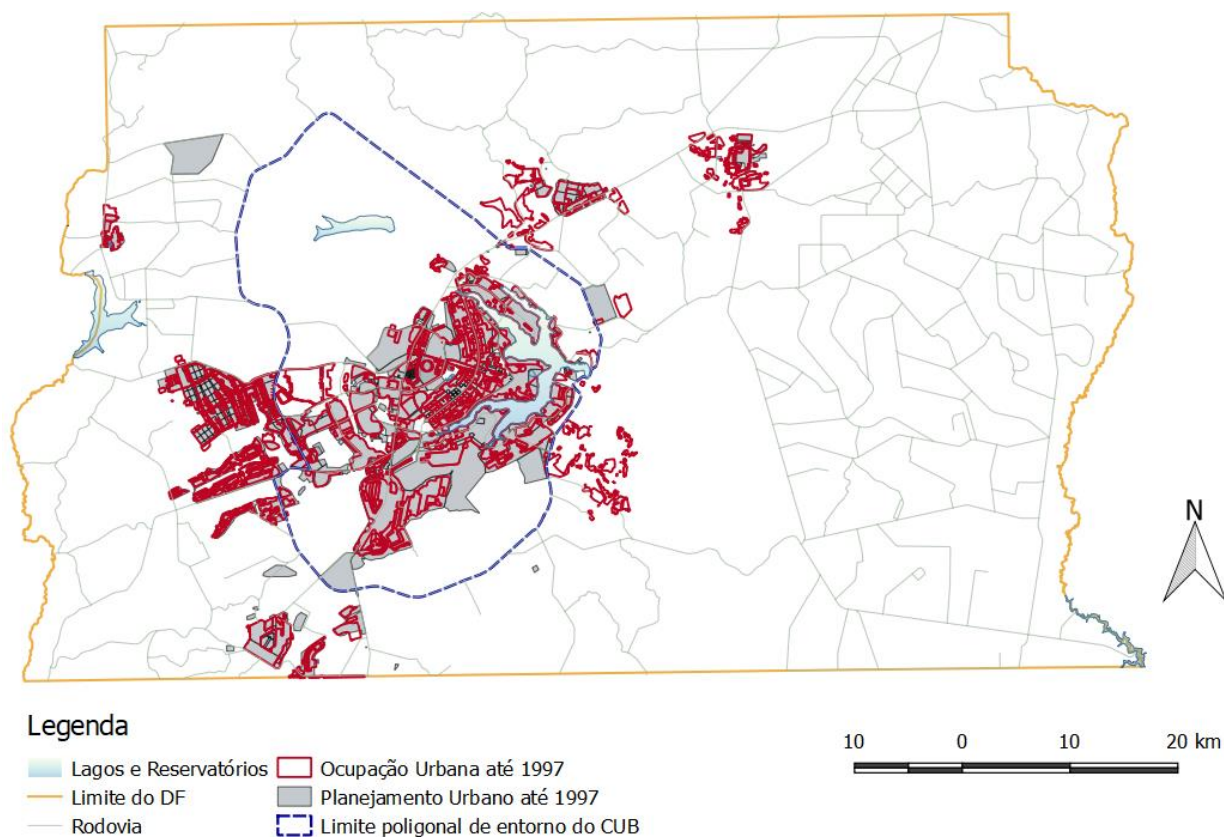 N
Legenda
Lagos e Reservatórios
Limite do DF
Rodovia
Ocupação Urbana até 1997
Planejamento Urbano até 1997
Limite poligonal de entorno do CUB
10 0 10 20 km